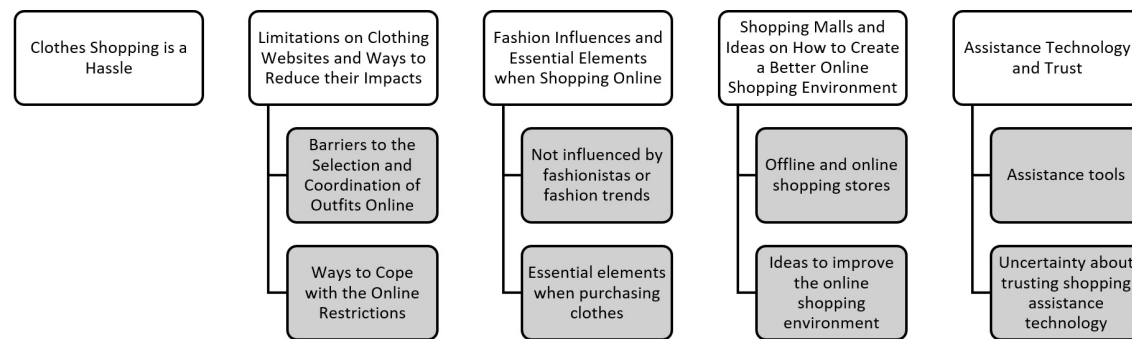 Clothes Shopping is a
Hassle
Limitations on Clothing
Websites and Ways to
Reduce their Impacts
Barriers to the
Selection and
Coordination of
Outfits Online
Ways to Cope
with the Online
Restrictions
Fashion Influences and
Essential Elements
when Shopping Online
Not influenced by
fashionistas or
fashion trends
Essential elements
when purchasing
clothes
Shopping Malls and
Ideas on How to Create
a Better Online
Shopping Environment
Offline and online
shopping stores
Ideas to improve
the online
shopping
environment
Assistance Technology
and Trust
Assistance tools
Uncertainty about
trusting shopping
assistance
technology